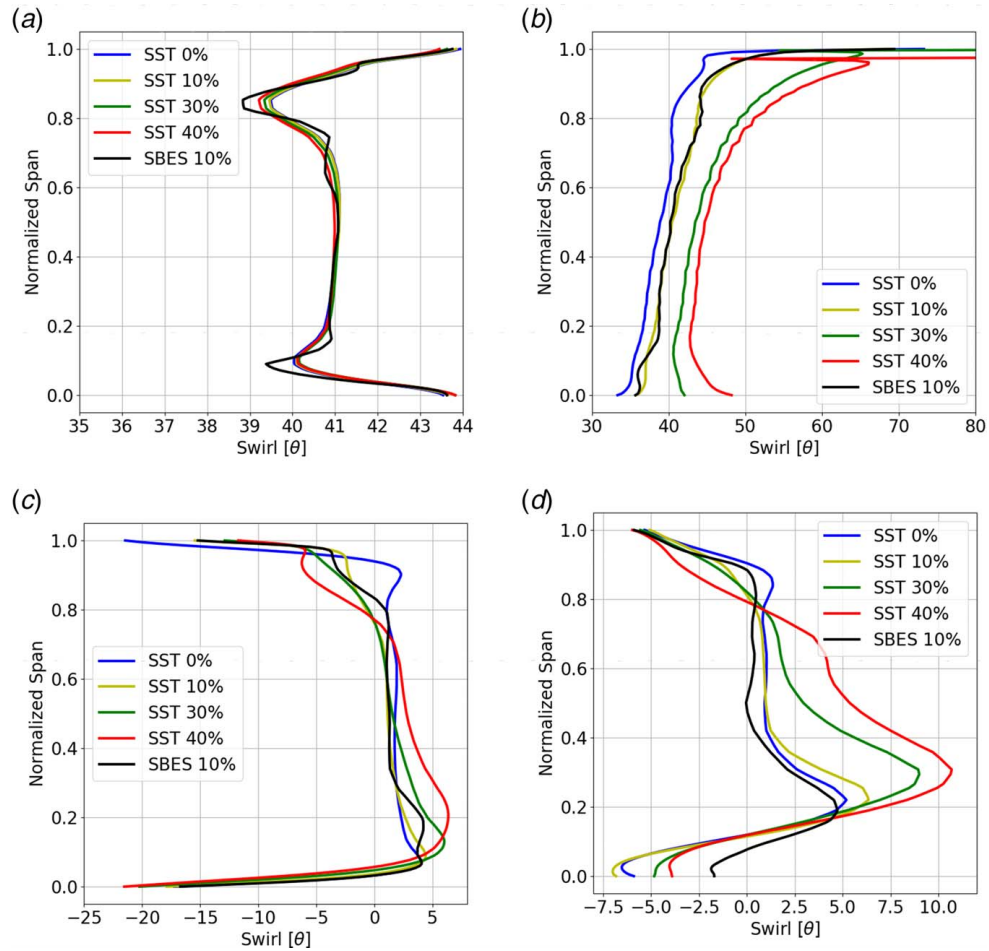 (a)
1.0
0.8
0.6
0.4
0.2
0.0
Normalized Span
SST 0%
SST 10%
SST 30%
SST 40%
SBES 10%
35 36 37 38 39 40 41 42 43 44
Swirl [θ]
(b)
1.0
0.8
0.6
0.4
0.2
0.0
Normalized Span
SST 0%
SST 10%
SST 30%
SST 40%
SBES 10%
30 40 50 60 70 80
Swirl [θ]
(c)
1.0
0.8
0.6
0.4
0.2
0.0
Normalized Span
SST 0%
SST 10%
SST 30%
SST 40%
SBES 10%
−25 −20 −15 −10 −5 0 5
Swirl [θ]
(d)
1.0
0.8
0.6
0.4
0.2
0.0
Normalized Span
SST 0%
SST 10%
SST 30%
SST 40%
SBES 10%
−7.5 −5.0 −2.5 0.0 2.5 5.0 7.5 10.0
Swirl [θ]